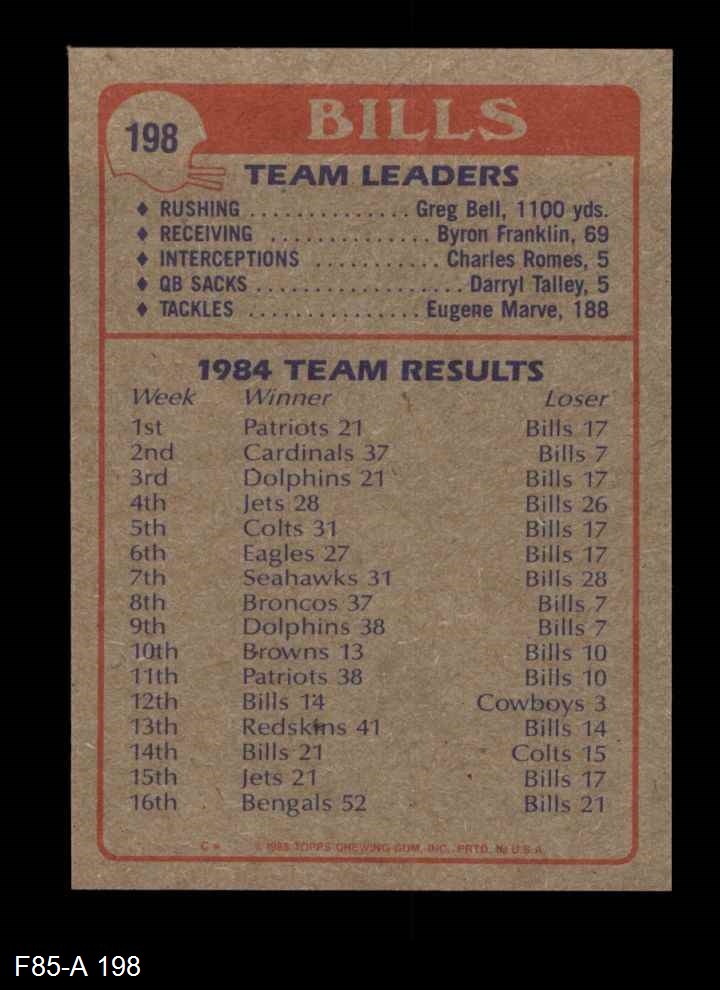 198
BILLS
TEAM LEADERS
♦ RUSHING .............. Greg Bell, 1100 yds.
♦ RECEIVING .............. Byron Franklin, 69
♦ INTERCEPTIONS ........... Charles Romes, 5
♦ QB SACKS .................. Darryl Talley, 5
♦ TACKLES ............... Eugene Marve, 188
1984 TEAM RESULTS
Week Winner Loser
1st Patriots 21 Bills 17
2nd Cardinals 37 Bills 7
3rd Dolphins 21 Bills 17
4th Jets 28 Bills 26
5th Colts 31 Bills 17
6th Eagles 27 Bills 17
7th Seahawks 31 Bills 28
8th Broncos 37 Bills 7
9th Dolphins 38 Bills 7
10th Browns 13 Bills 10
11th Patriots 38 Bills 10
12th Bills 14 Cowboys 3
13th Redskins 41 Bills 14
14th Bills 21 Colts 15
15th Jets 21 Bills 17
16th Bengals 52 Bills 21
C* © 1985 TOPPS CHEWING GUM, INC. PRTD. IN U.S.A.
F85-A 198